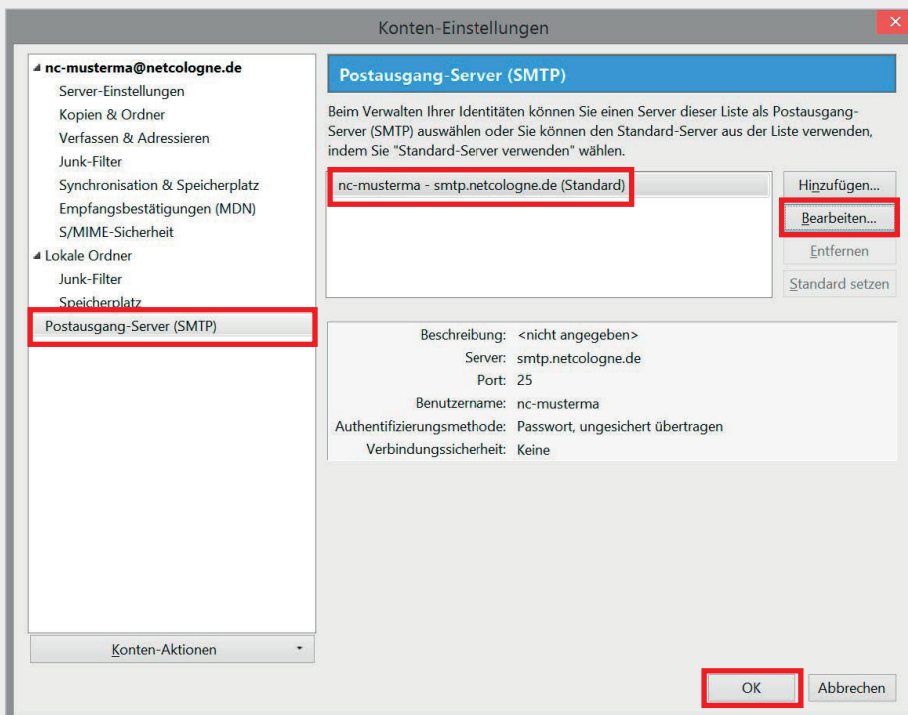 Konten-Einstellungen
nc-musterma@netcologne.de
Server-Einstellungen
Kopien & Ordner
Verfassen & Adressieren
Junk-Filter
Synchronisation & Speicherplatz
Empfangsbestätigungen (MDN)
S/MIME-Sicherheit
Lokale Ordner
Junk-Filter
Speicherplatz
Postausgang-Server (SMTP)
Konten-Aktionen
Postausgang-Server (SMTP)
Beim Verwalten Ihrer Identitäten können Sie einen Server dieser Liste als Postausgang-
Server (SMTP) auswählen oder Sie können den Standard-Server aus der Liste verwenden,
indem Sie "Standard-Server verwenden" wählen.
nc-musterma - smtp.netcologne.de (Standard)
Hinzufügen...
Bearbeiten...
Entfernen
Standard setzen
Beschreibung: <nicht angegeben>
Server: smtp.netcologne.de
Port: 25
Benutzername: nc-musterma
Authentifizierungsmethode: Passwort, ungesichert übertragen
Verbindungssicherheit: Keine
OK
Abbrechen